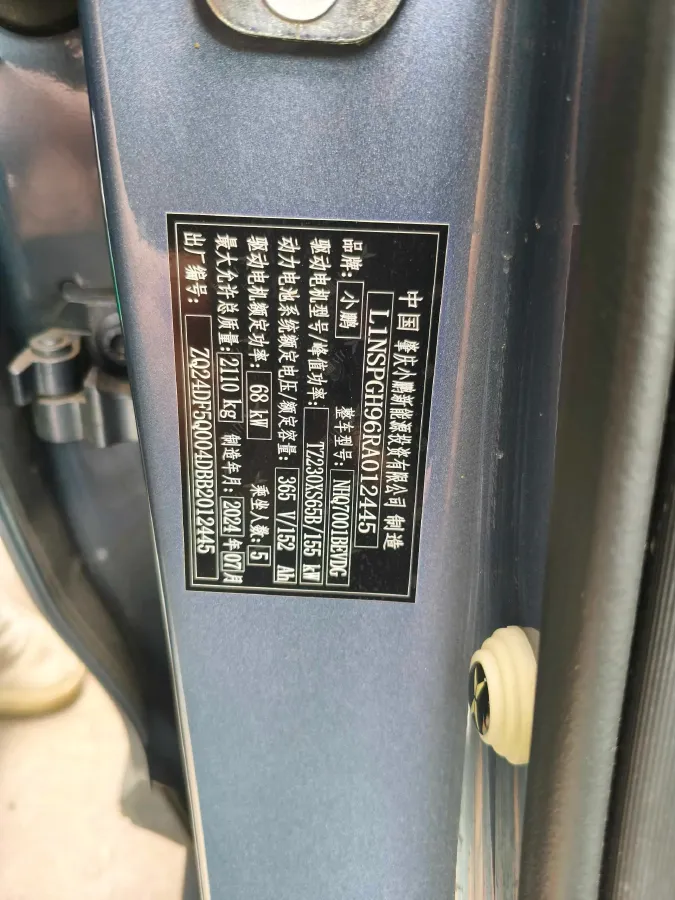 中国 肇庆小鹏新能源投资有限公司 制造
L1NSPGH96RA012445
品牌: 小鹏 整车型号: NHQ7001BEVDG
驱动电机型号/峰值功率: TZ230XS65B/155 kW
动力电池系统额定电压/额定容量: 365 V/152 Ah
驱动电机额定功率: 68 kW 乘坐人数: 5
最大允许总质量: 2110 kg 制造年月: 2024年07月
出厂编号: ZQ24DF5Q004DBB2012445